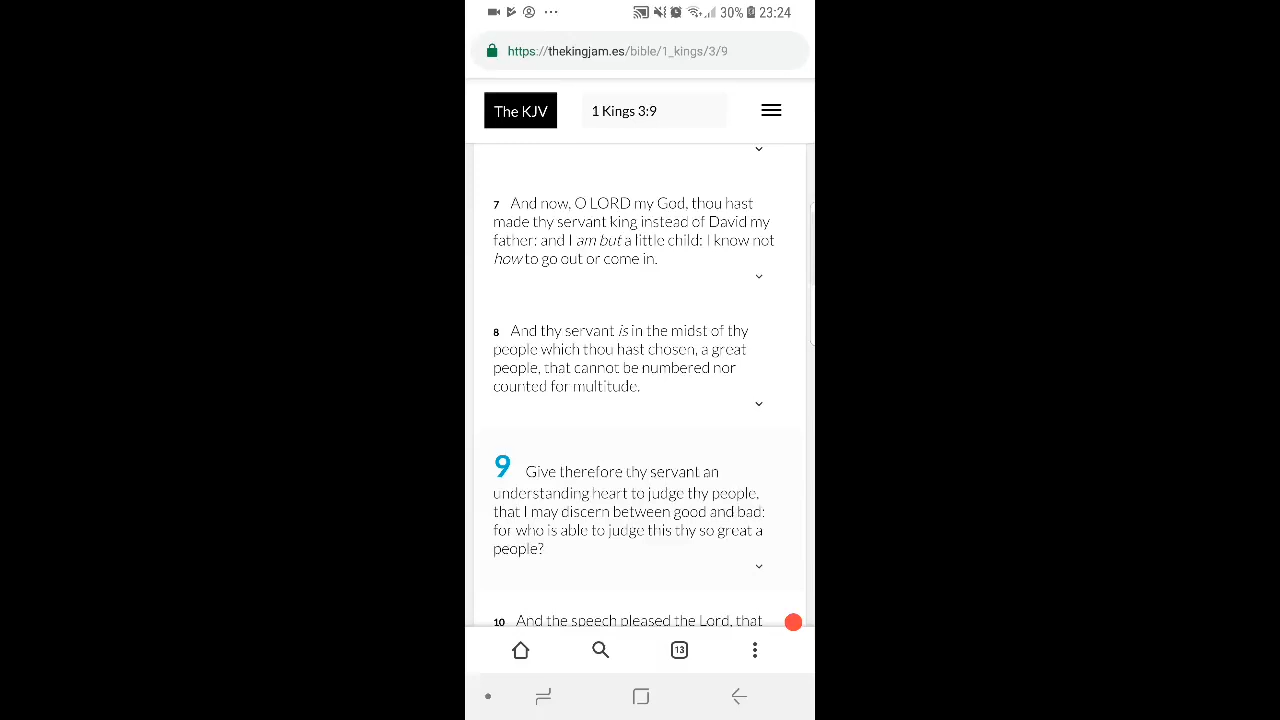 30% 23:24
https://thekingjam.es/bible/1_kings/3/9
The KJV 1 Kings 3:9
7 And now, O LORD my God, thou hast
made thy servant king instead of David my
father: and I am but a little child: I know not
how to go out or come in.
8 And thy servant is in the midst of thy
people which thou hast chosen, a great
people, that cannot be numbered nor
counted for multitude.
9 Give therefore thy servant an
understanding heart to judge thy people,
that I may discern between good and bad:
for who is able to judge this thy so great a
people?
10 And the speech pleased the Lord, that
13